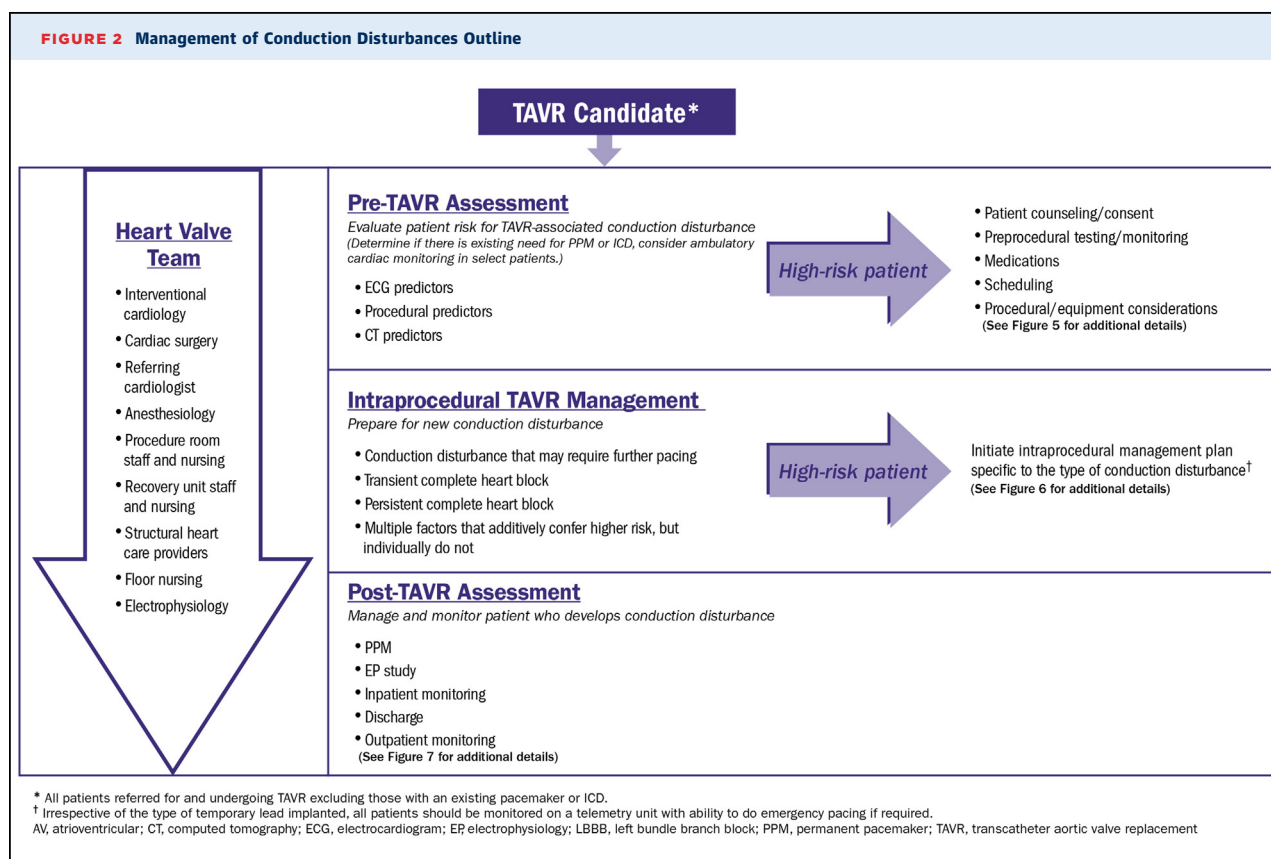 FIGURE 2 Management of Conduction Disturbances Outline
TAVR Candidate*
Heart Valve
Team
• Interventional
cardiology
• Cardiac surgery
• Referring
cardiologist
• Anesthesiology
• Procedure room
staff and nursing
• Recovery unit staff
and nursing
• Structural heart
care providers
• Floor nursing
• Electrophysiology
Pre-TAVR Assessment
Evaluate patient risk for TAVR-associated conduction disturbance
(Determine if there is existing need for PPM or ICD, consider ambulatory
cardiac monitoring in select patients.)
• ECG predictors
• Procedural predictors
• CT predictors
High-risk patient
• Patient counseling/consent
• Preprocedural testing/monitoring
• Medications
• Scheduling
• Procedural/equipment considerations
(See Figure 5 for additional details)
Intraprocedural TAVR Management
Prepare for new conduction disturbance
• Conduction disturbance that may require further pacing
• Transient complete heart block
• Persistent complete heart block
• Multiple factors that additively confer higher risk, but
individually do not
High-risk patient
Initiate intraprocedural management plan
specific to the type of conduction disturbance†
(See Figure 6 for additional details)
Post-TAVR Assessment
Manage and monitor patient who develops conduction disturbance
• PPM
• EP study
• Inpatient monitoring
• Discharge
• Outpatient monitoring
(See Figure 7 for additional details)
* All patients referred for and undergoing TAVR excluding those with an existing pacemaker or ICD.
† Irrespective of the type of temporary lead implanted, all patients should be monitored on a telemetry unit with ability to do emergency pacing if required.
AV, atrioventricular; CT, computed tomography; ECG, electrocardiogram; EP, electrophysiology; LBBB, left bundle branch block; PPM, permanent pacemaker; TAVR, transcatheter aortic valve replacement